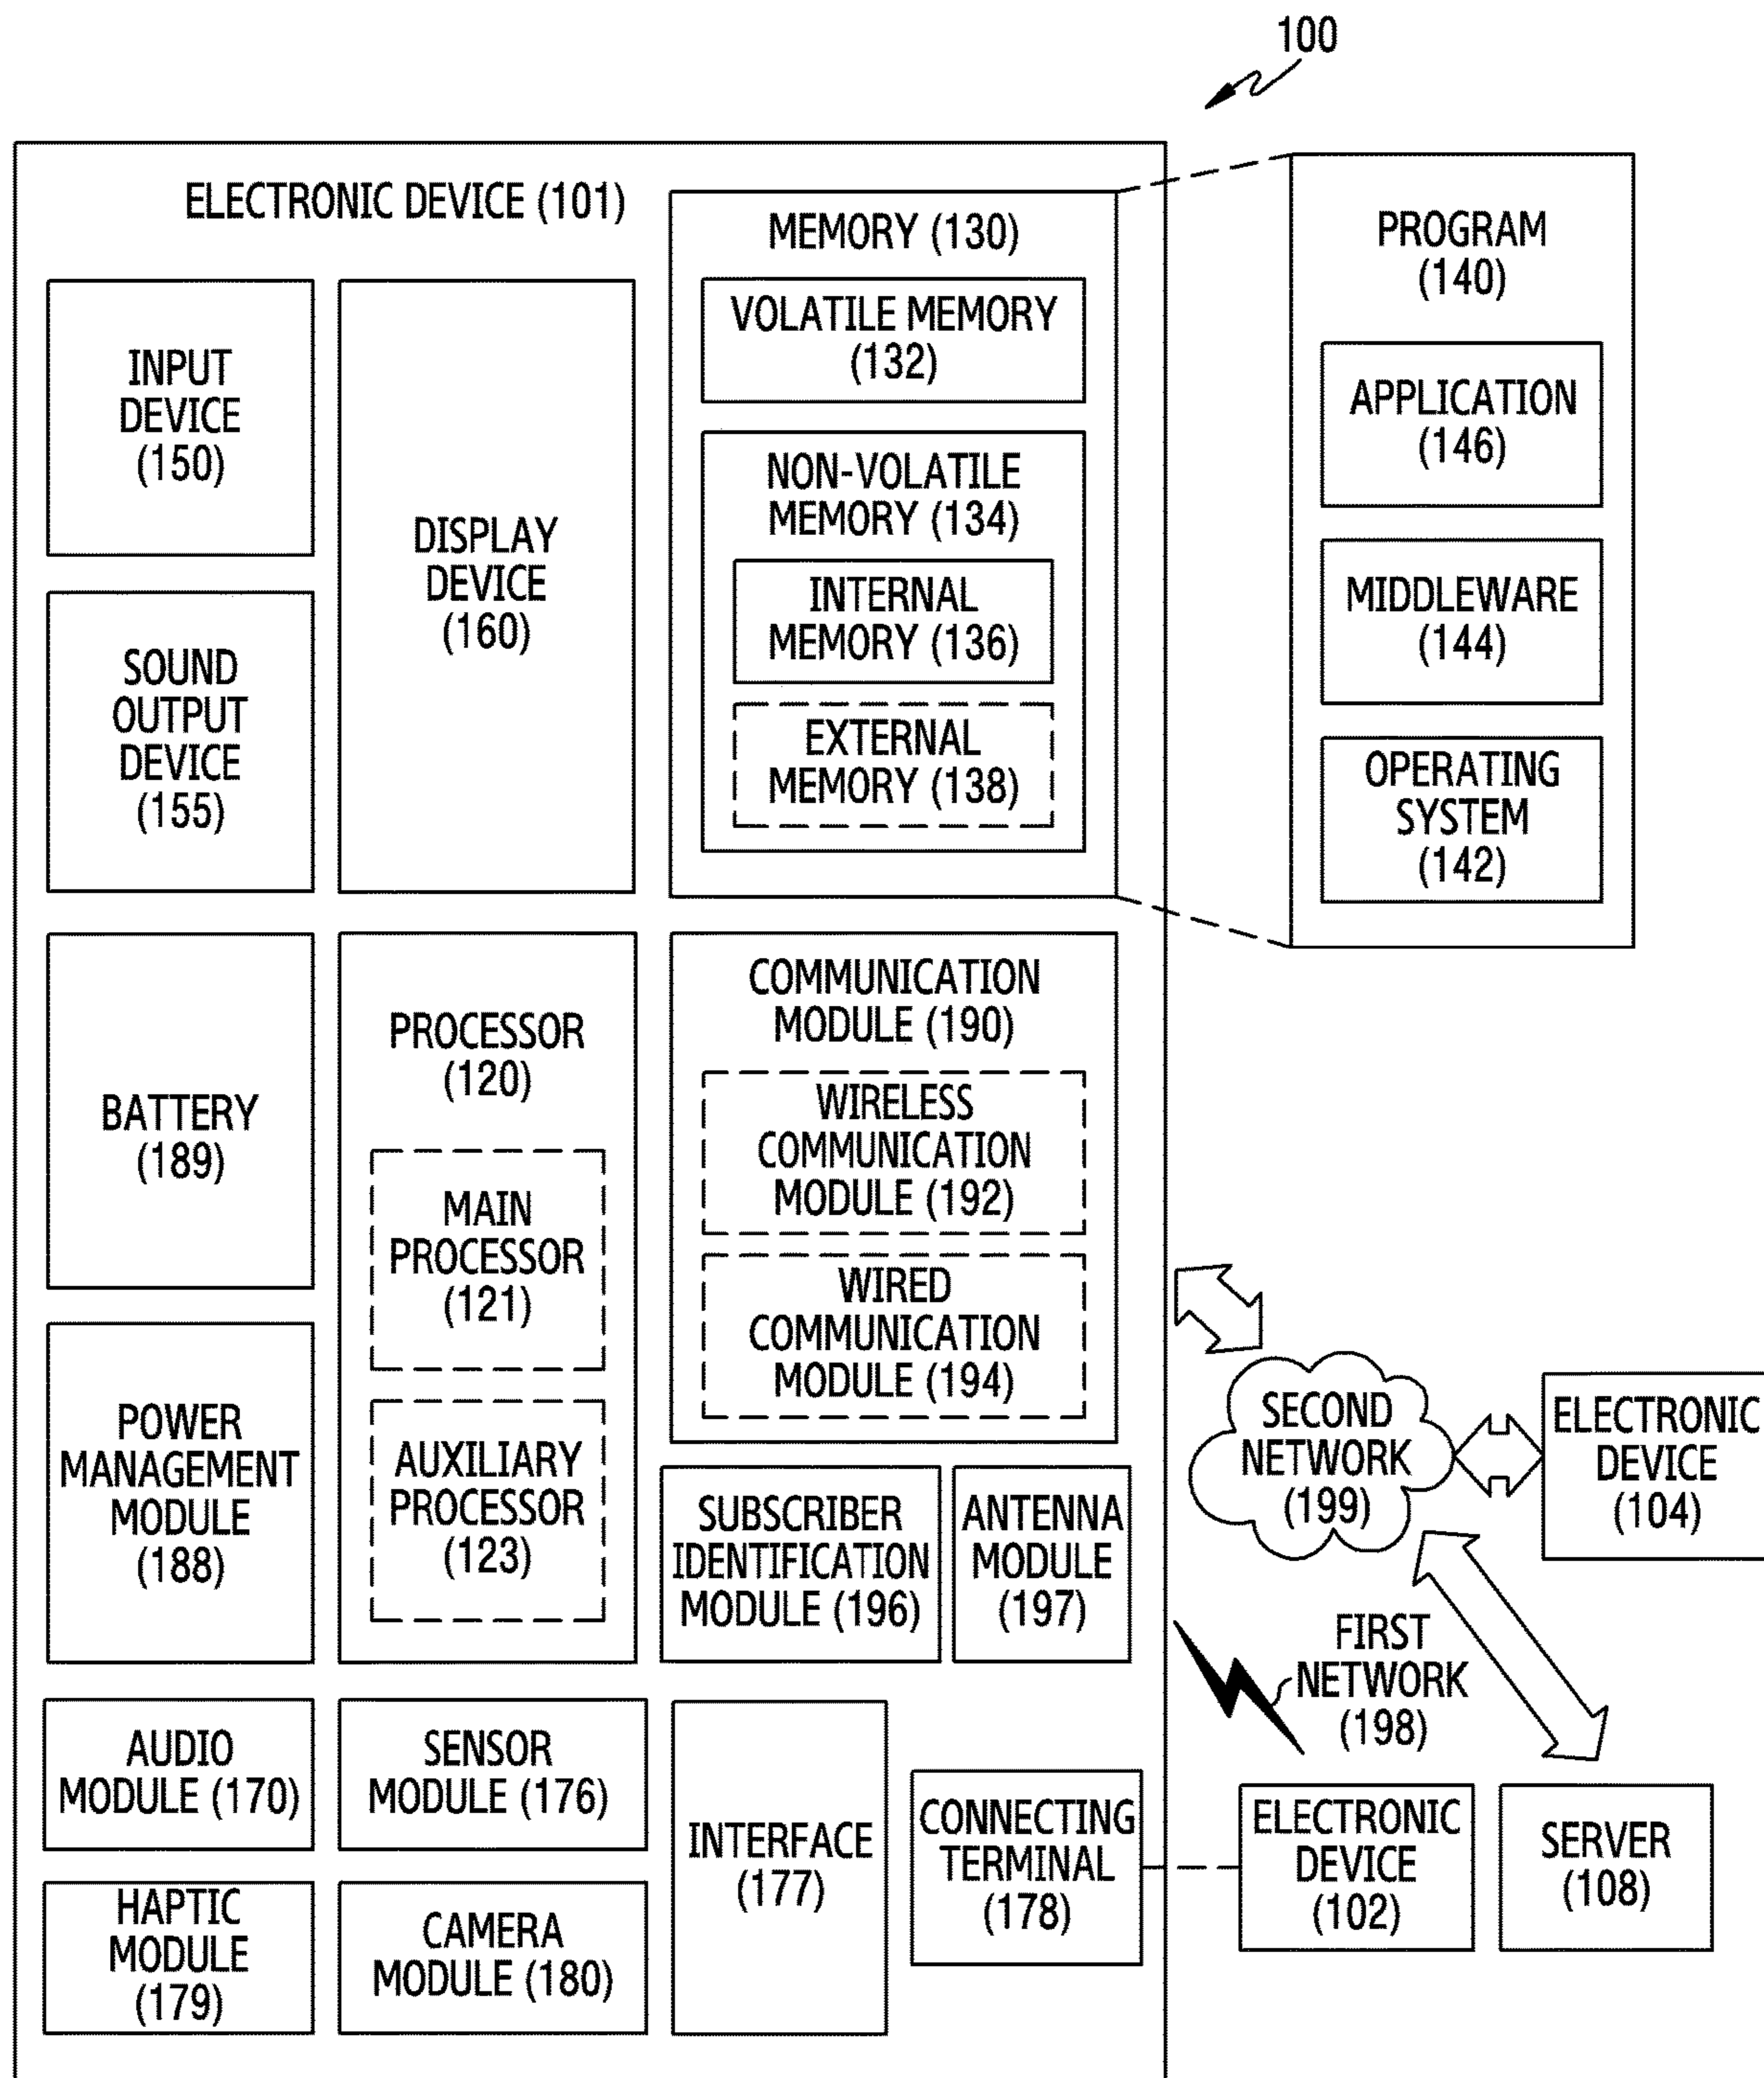 100
ELECTRONIC DEVICE (101)
INPUT
DEVICE
(150)
SOUND
OUTPUT
DEVICE
(155)
DISPLAY
DEVICE
(160)
MEMORY (130)
VOLATILE MEMORY
(132)
NON-VOLATILE
MEMORY (134)
INTERNAL
MEMORY (136)
EXTERNAL
MEMORY (138)
PROGRAM
(140)
APPLICATION
(146)
MIDDLEWARE
(144)
OPERATING
SYSTEM
(142)
BATTERY
(189)
POWER
MANAGEMENT
MODULE
(188)
PROCESSOR
(120)
MAIN
PROCESSOR
(121)
AUXILIARY
PROCESSOR
(123)
COMMUNICATION
MODULE (190)
WIRELESS
COMMUNICATION
MODULE (192)
WIRED
COMMUNICATION
MODULE (194)
SUBSCRIBER
IDENTIFICATION
MODULE (196)
ANTENNA
MODULE
(197)
SECOND
NETWORK
(199)
ELECTRONIC
DEVICE
(104)
FIRST
NETWORK
(198)
AUDIO
MODULE (170)
SENSOR
MODULE (176)
INTERFACE
(177)
CONNECTING
TERMINAL
(178)
ELECTRONIC
DEVICE
(102)
SERVER
(108)
HAPTIC
MODULE
(179)
CAMERA
MODULE (180)